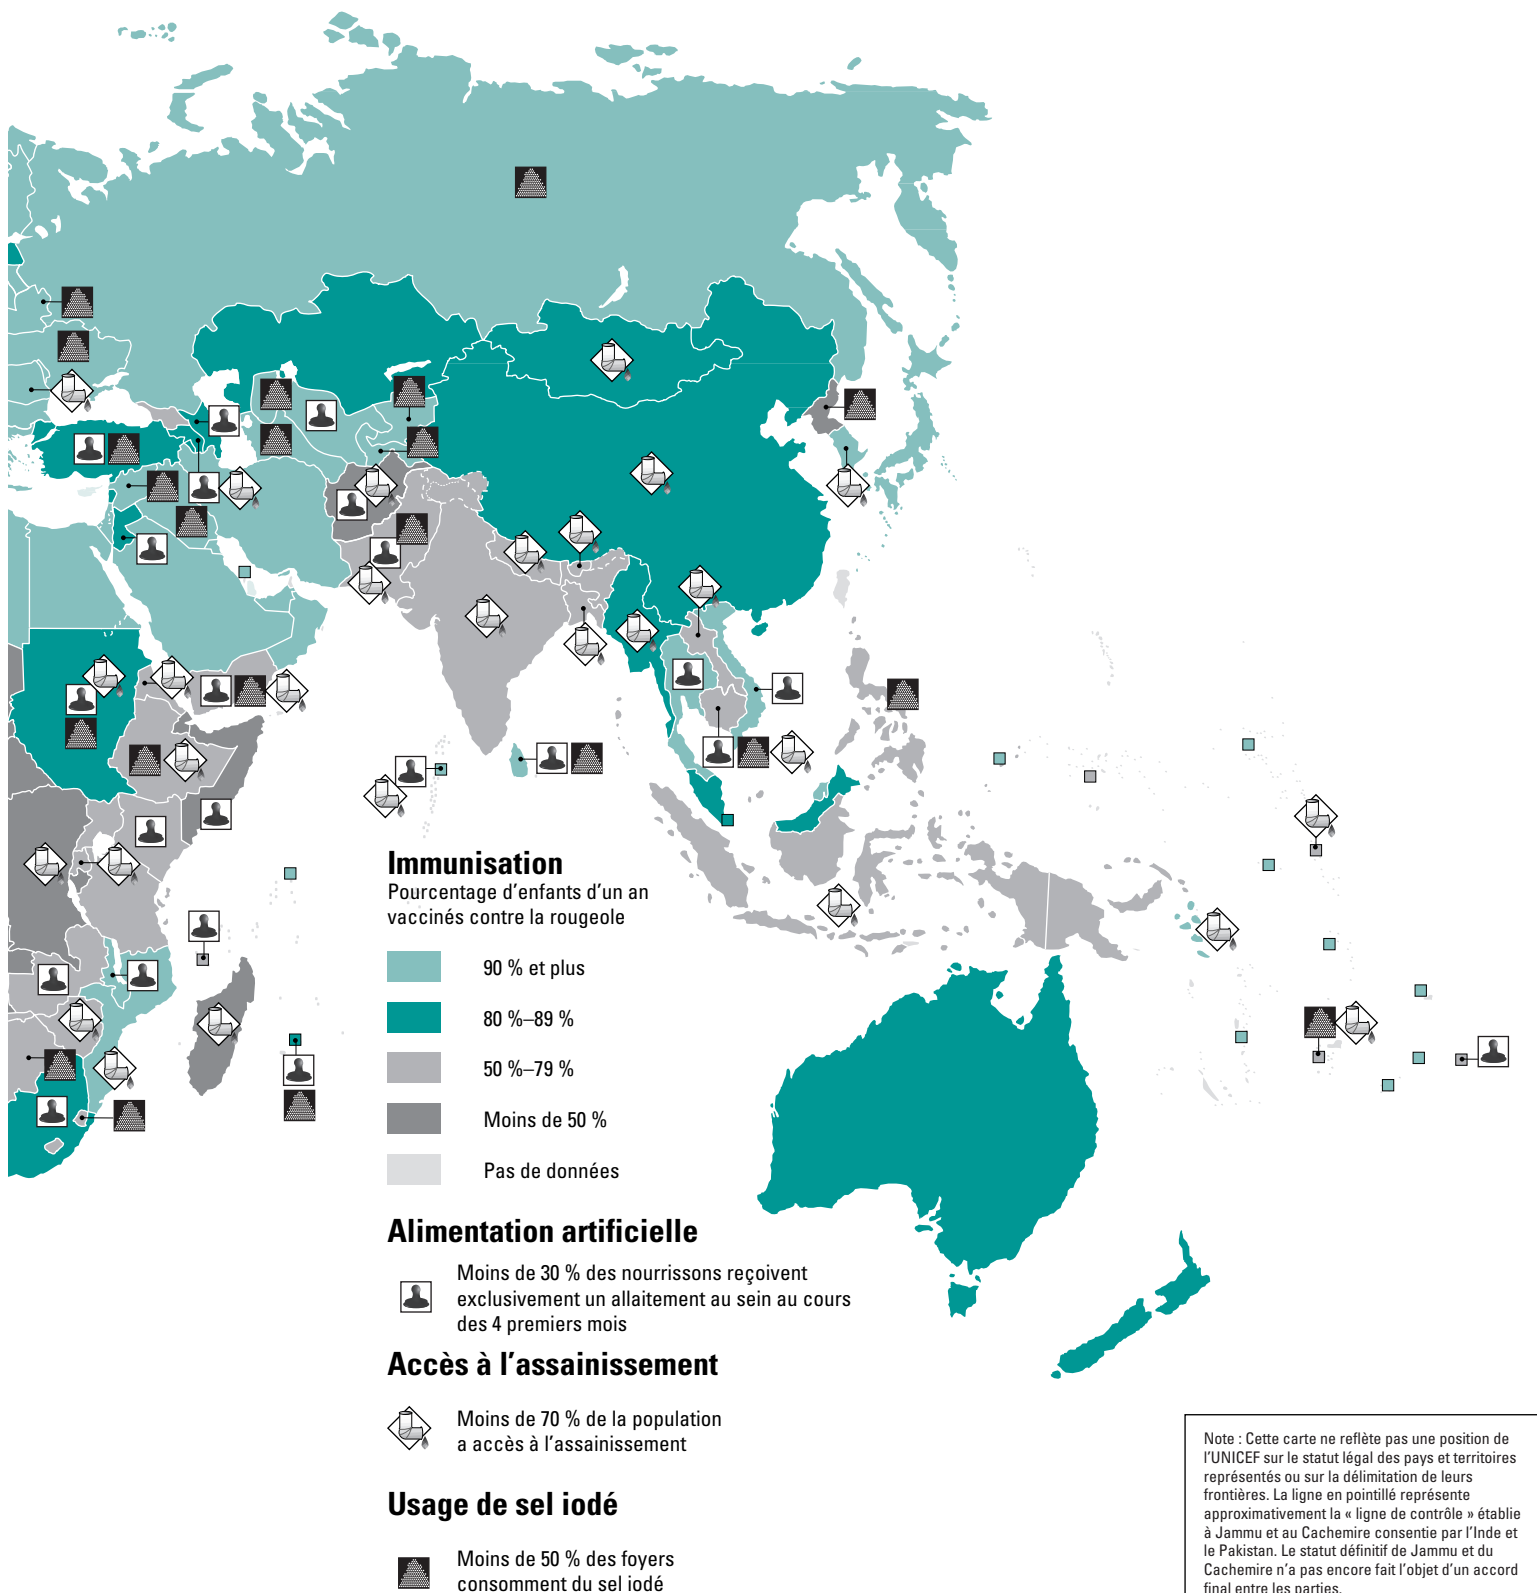 Immunisation
Pourcentage d'enfants d'un an
vaccinés contre la rougeole
90 % et plus
80 %–89 %
50 %–79 %
Moins de 50 %
Pas de données
Alimentation artificielle
Moins de 30 % des nourrissons reçoivent
exclusivement un allaitement au sein au cours
des 4 premiers mois
Accès à l'assainissement
Moins de 70 % de la population
a accès à l'assainissement
Usage de sel iodé
Moins de 50 % des foyers
consomment du sel iodé
Note : Cette carte ne reflète pas une position de
l'UNICEF sur le statut légal des pays et territoires
représentés ou sur la délimitation de leurs
frontières. La ligne en pointillé représente
approximativement la « ligne de contrôle » établie
à Jammu et au Cachemire consentie par l'Inde et
le Pakistan. Le statut définitif de Jammu et du
Cachemire n'a pas encore fait l'objet d'un accord
final entre les parties.